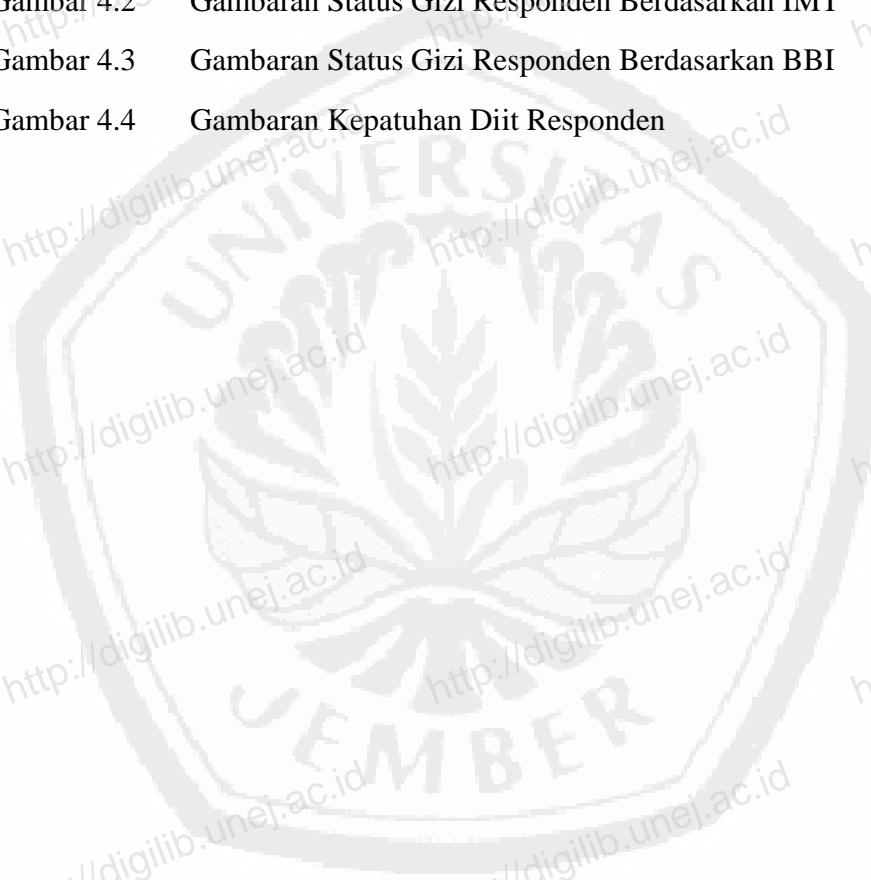 Gambar 4.2 Gambaran Status Gizi Responden Berdasarkan IMT
Gambar 4.3 Gambaran Status Gizi Responden Berdasarkan BBI
Gambar 4.4 Gambaran Kepatuhan Diit Responden
http://digilib.unej.ac.id
http://digilib.unej.ac.id
UNIVERSITAS
http://digilib.unej.ac.id
http://digilib.unej.ac.id
http://digilib.unej.ac.id
http://digilib.unej.ac.id
JEMBER
digilib.unej.ac.id
digilib.unej.ac.id